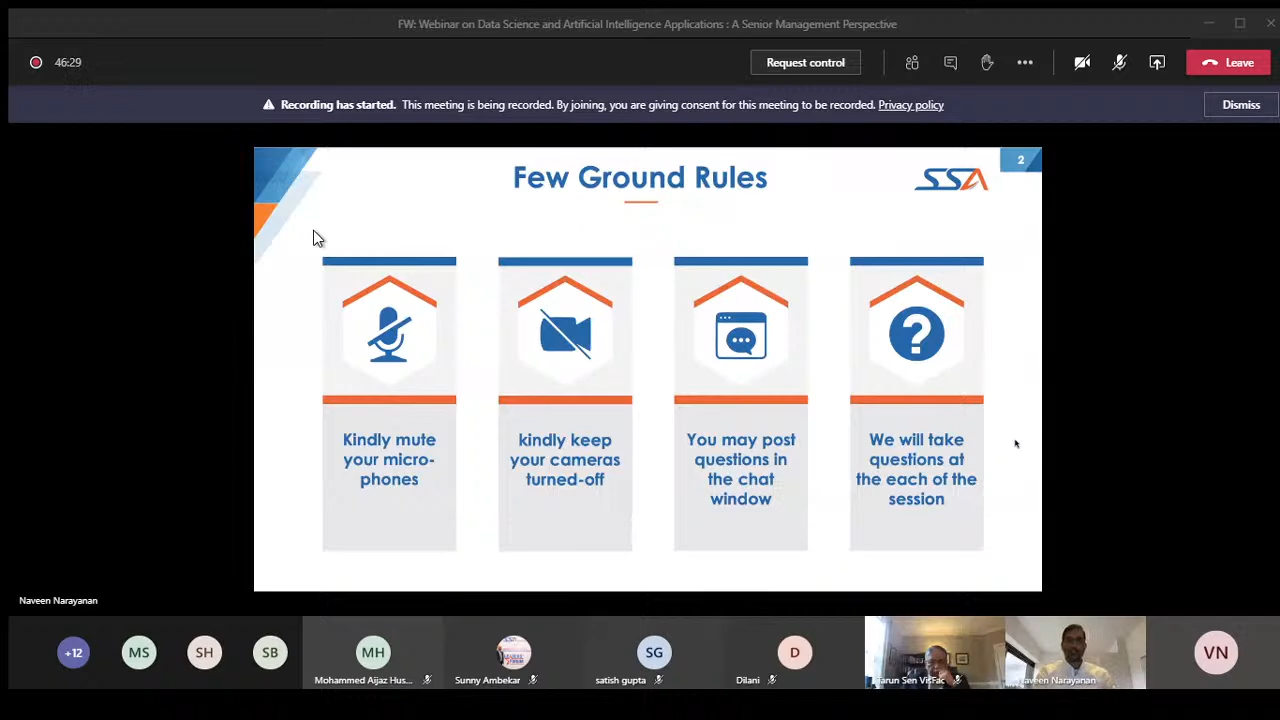 FW: Webinar on Data Science and Artificial Intelligence Applications : A Senior Management Perspective
46:29
Request control
Leave
Recording has started. This meeting is being recorded. By joining, you are giving consent for this meeting to be recorded. Privacy policy
Dismiss
Few Ground Rules
SSA
2
Kindly mute
your micro-
phones
kindly keep
your cameras
turned-off
You may post
questions in
the chat
window
We will take
questions at
the each of the
session
Naveen Narayanan
+12
MS
SH
SB
MH
Mohammed Aijaz Hus...
Sunny Ambekar
SG
satish gupta
D
Dilani
Tarun Sen VisFac
Naveen Narayanan
VN